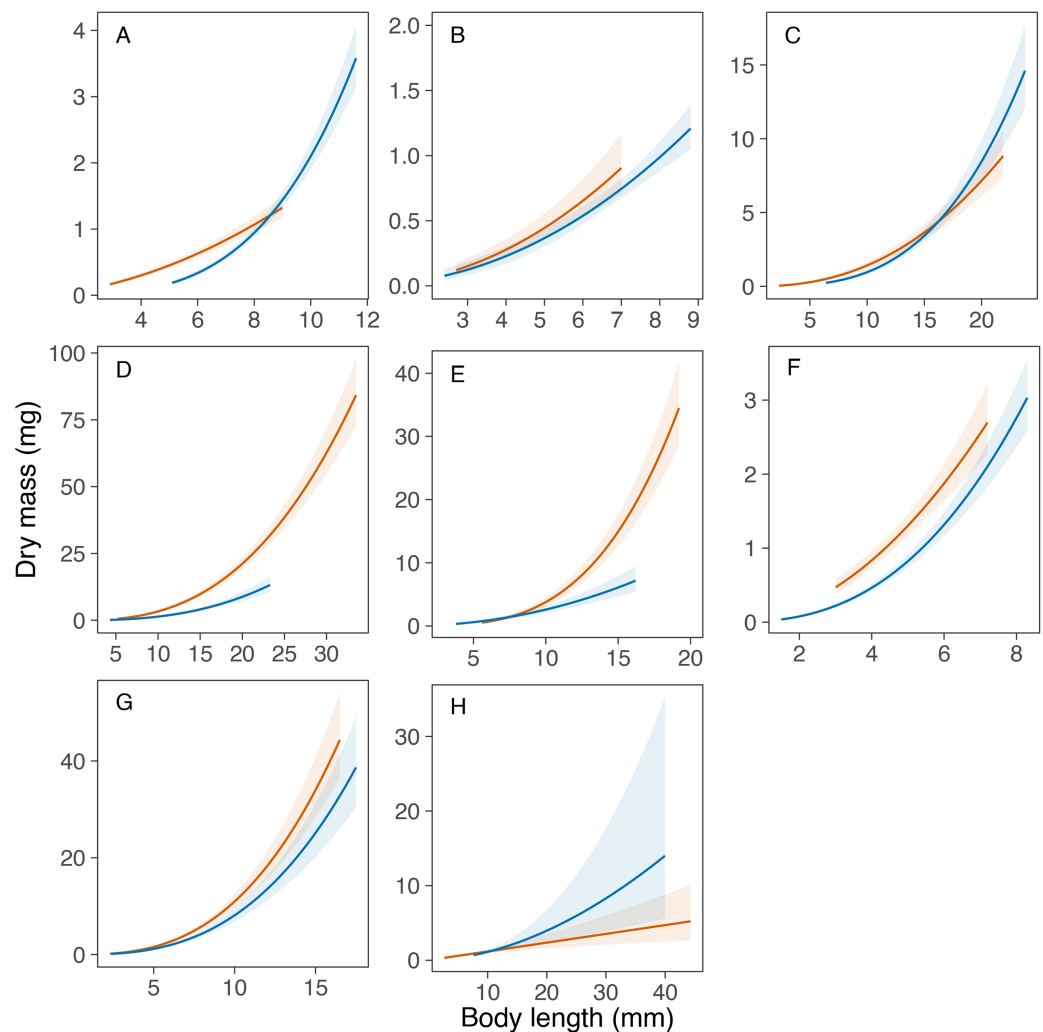 A
4
3
2
1
0
4 6 8 10 12
B
2.0
1.5
1.0
0.5
0.0
3 4 5 6 7 8 9
C
15
10
5
0
5 10 15 20
Dry mass (mg)
D
100
75
50
25
0
5 10 15 20 25 30
E
40
30
20
10
0
5 10 15 20
F
3
2
1
0
2 4 6 8
G
40
20
0
5 10 15
H
30
20
10
0
10 20 30 40
Body length (mm)